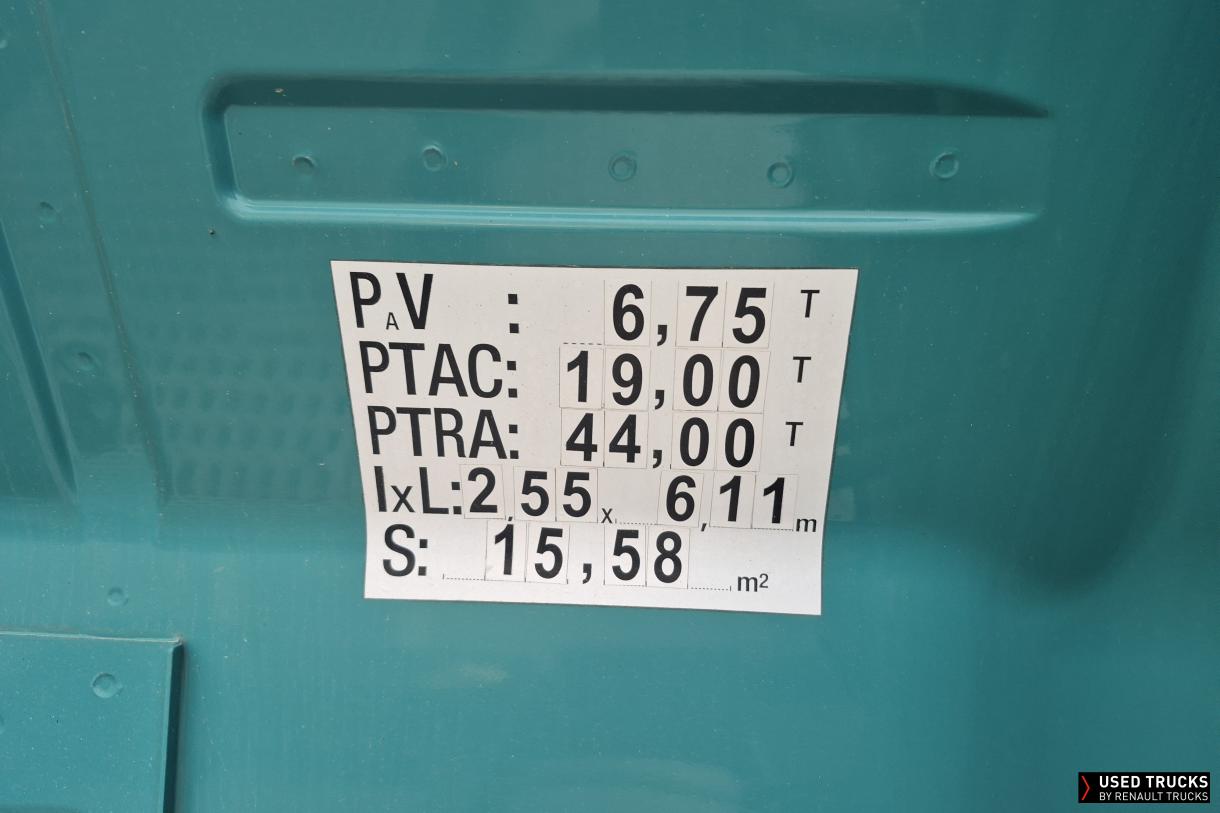 PAV : 6,75 T
PTAC: 19,00 T
PTRA: 44,00 T
lxL: 2,55 x 6,11 m
S: 15,58 m²
USED TRUCKS
BY RENAULT TRUCKS